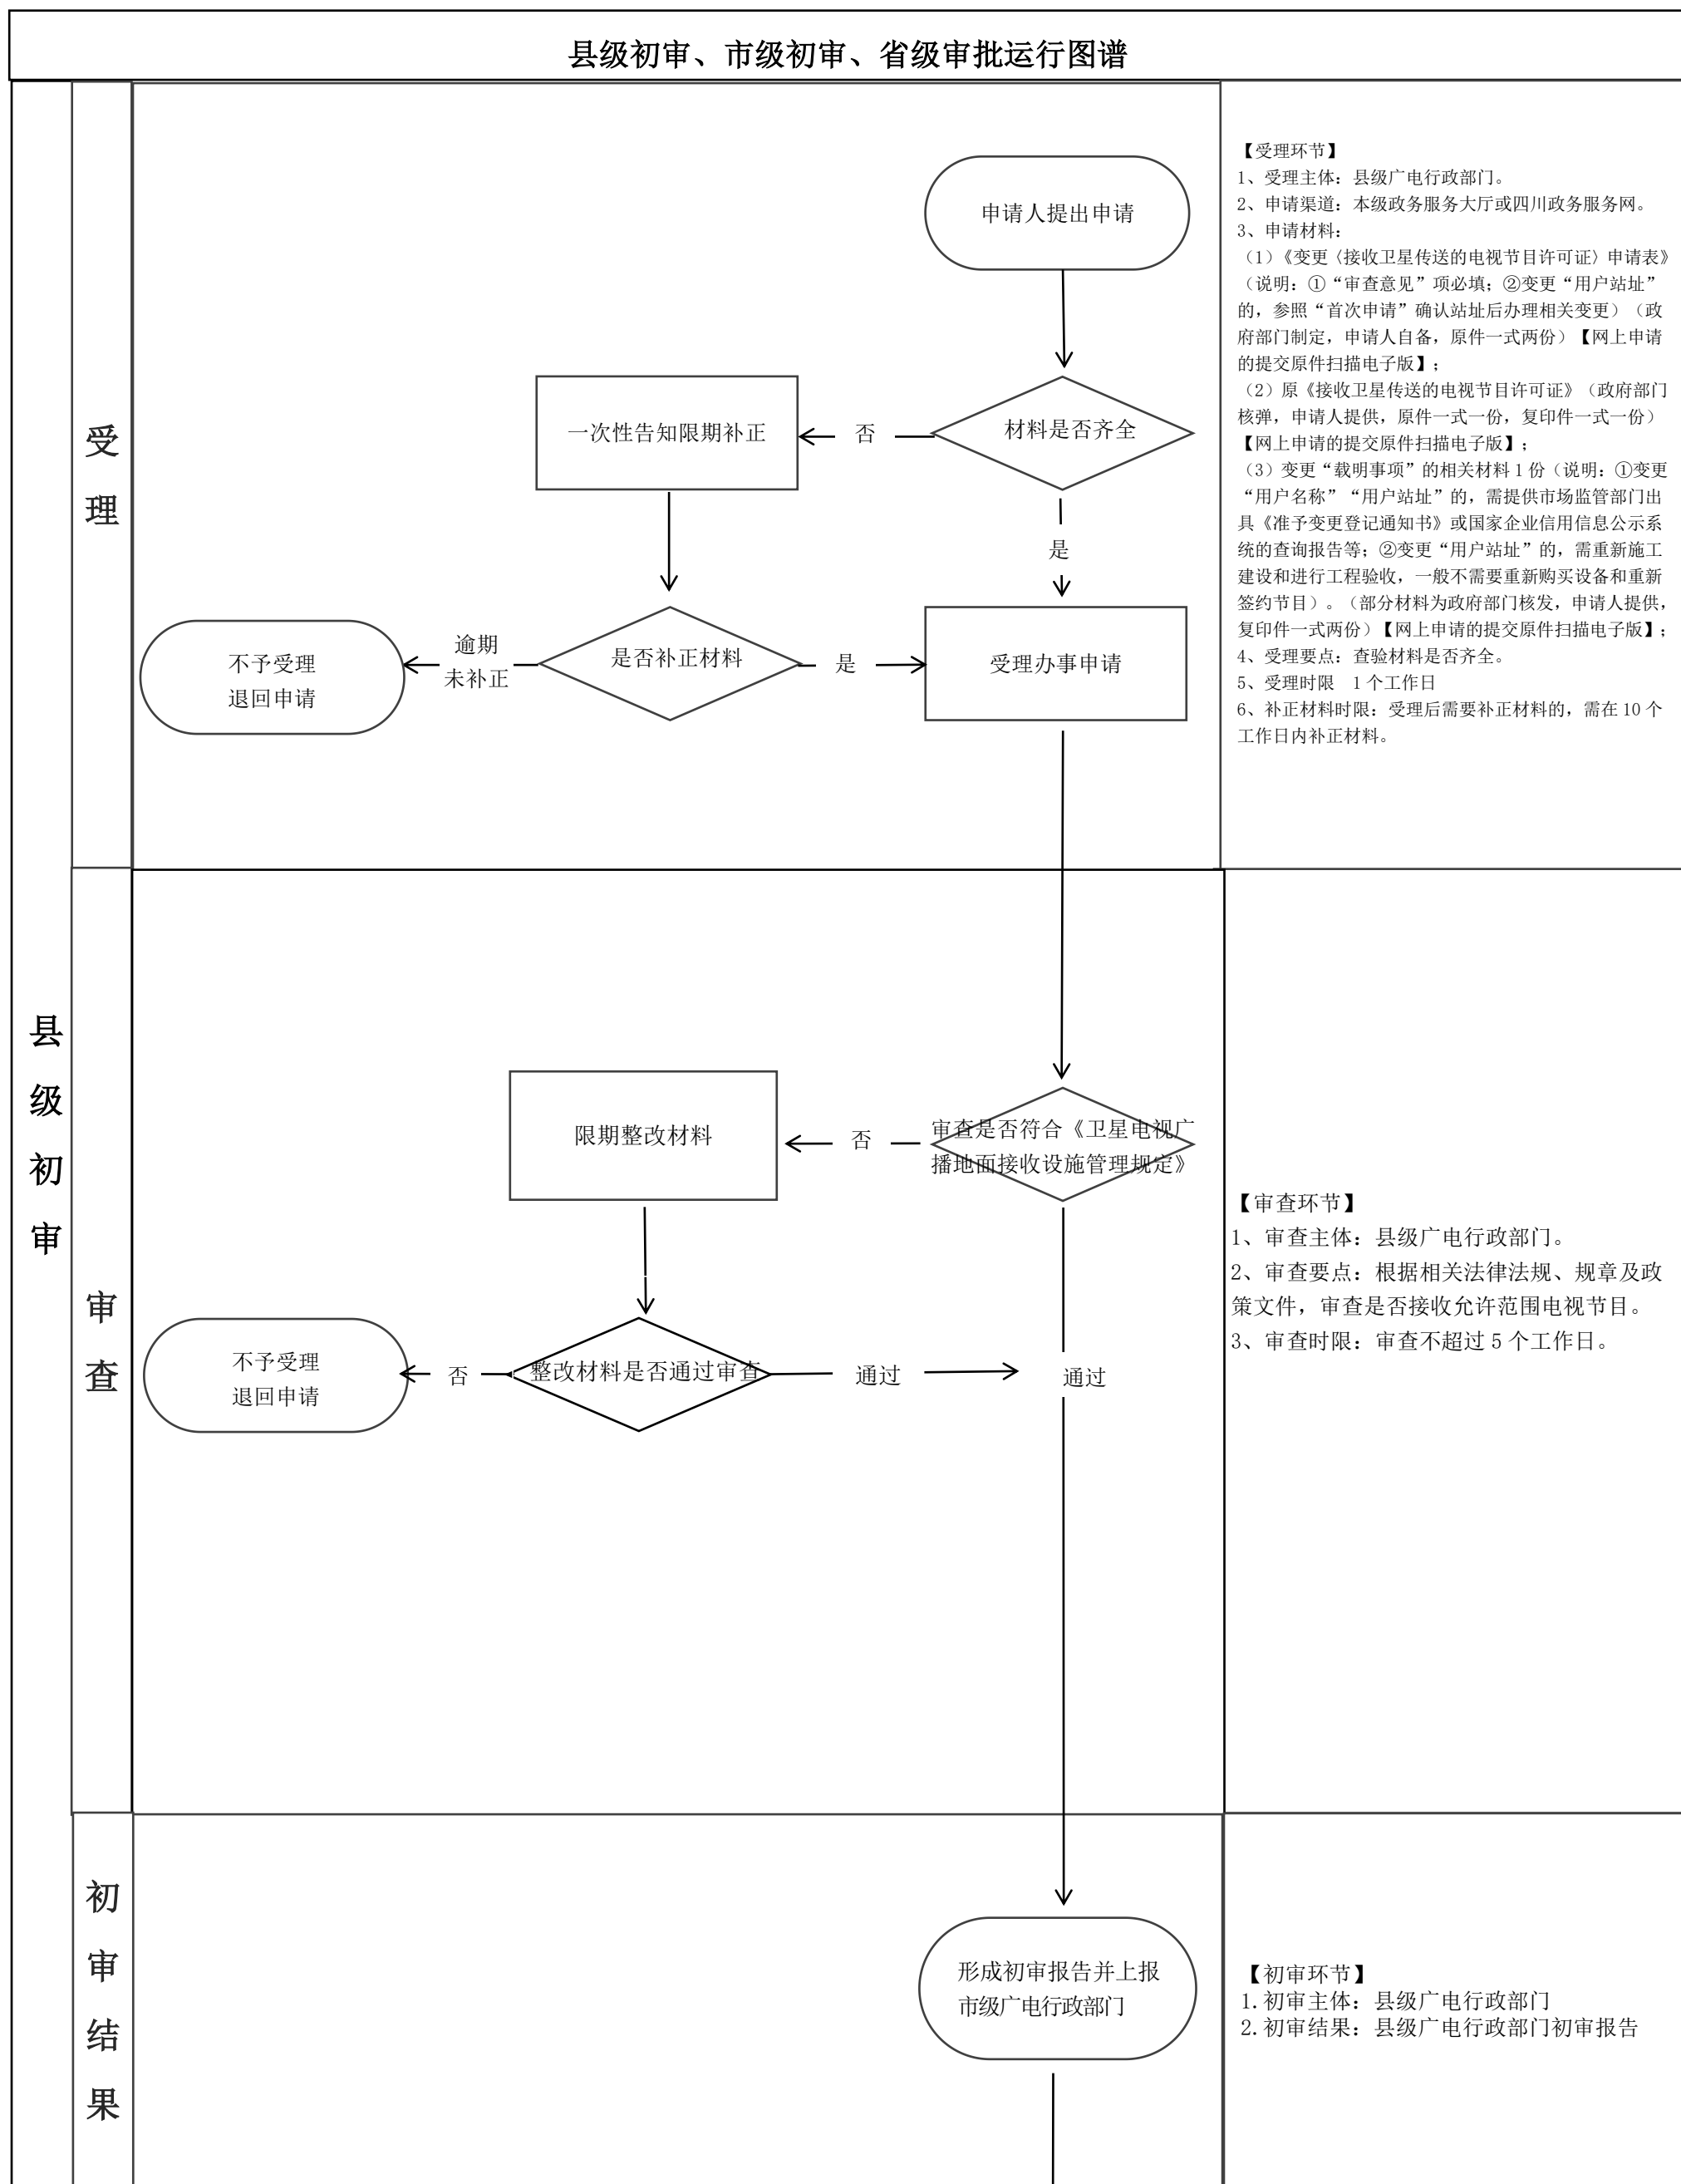 县级初审、市级初审、省级审批运行图谱
县级初审
受理
申请人提出申请
材料是否齐全
否
一次性告知限期补正
是
是否补正材料
逾期
未补正
不予受理
退回申请
是
受理办事申请
【受理环节】
1、受理主体：县级广电行政部门。
2、申请渠道：本级政务服务大厅或四川政务服务网。
3、申请材料：
（1）《变更〈接收卫星传送的电视节目许可证〉申请表》
（说明：①“审查意见”项必填；②变更“用户站址”
的，参照“首次申请”确认站址后办理相关变更）（政
府部门制定，申请人自备，原件一式两份）【网上申请
的提交原件扫描电子版】；
（2）原《接收卫星传送的电视节目许可证》（政府部门
核弹，申请人提供，原件一式一份，复印件一式一份）
【网上申请的提交原件扫描电子版】；
（3）变更“载明事项”的相关材料 1 份（说明：①变更
“用户名称”“用户站址”的，需提供市场监管部门出
具《准予变更登记通知书》或国家企业信用信息公示系
统的查询报告等；②变更“用户站址”的，需重新施工
建设和进行工程验收，一般不需要重新购买设备和重新
签约节目）。（部分材料为政府部门核发，申请人提供，
复印件一式两份）【网上申请的提交原件扫描电子版】；
4、受理要点：查验材料是否齐全。
5、受理时限　1 个工作日
6、补正材料时限：受理后需要补正材料的，需在 10 个
工作日内补正材料。
审查
审查是否符合《卫星电视广
播地面接收设施管理规定》
否
限期整改材料
整改材料是否通过审查
否
不予受理
退回申请
通过
通过
【审查环节】
1、审查主体：县级广电行政部门。
2、审查要点：根据相关法律法规、规章及政
策文件，审查是否接收允许范围电视节目。
3、审查时限：审查不超过 5 个工作日。
初审结果
形成初审报告并上报
市级广电行政部门
【初审环节】
1.初审主体：县级广电行政部门
2.初审结果：县级广电行政部门初审报告